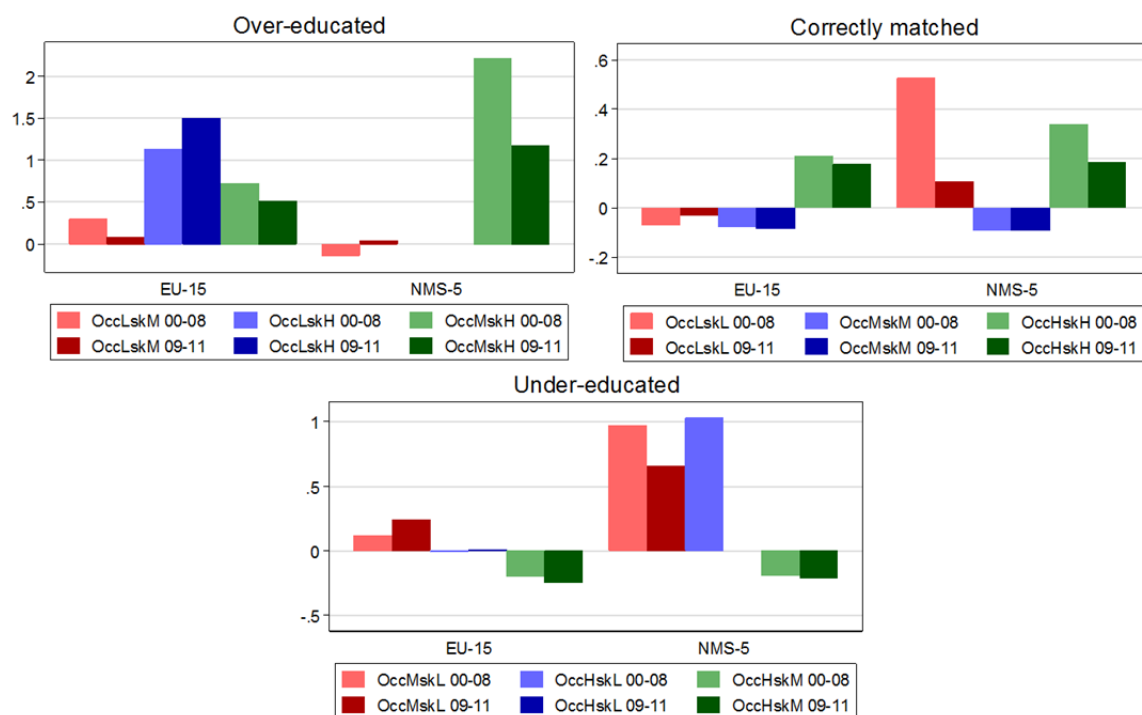 Over-educated
2
1.5
1
.5
0
EU-15 NMS-5
OccLskM 00-08 OccLskH 00-08 OccMskH 00-08
OccLskM 09-11 OccLskH 09-11 OccMskH 09-11
Correctly matched
.6
.4
.2
0
-.2
EU-15 NMS-5
OccLskL 00-08 OccMskM 00-08 OccHskH 00-08
OccLskL 09-11 OccMskM 09-11 OccHskH 09-11
Under-educated
1
.5
0
-.5
EU-15 NMS-5
OccMskL 00-08 OccHskL 00-08 OccHskM 00-08
OccMskL 09-11 OccHskL 09-11 OccHskM 09-11